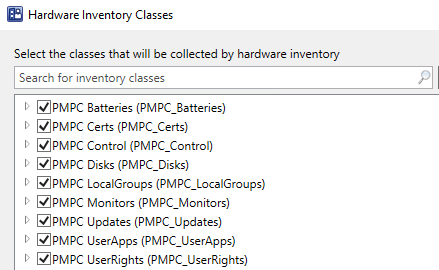 Hardware Inventory Classes
Select the classes that will be collected by hardware inventory
Search for inventory classes
PMPC Batteries (PMPC_Batteries)
PMPC Certs (PMPC_Certs)
PMPC Control (PMPC_Control)
PMPC Disks (PMPC_Disks)
PMPC LocalGroups (PMPC_LocalGroups)
PMPC Monitors (PMPC_Monitors)
PMPC Updates (PMPC_Updates)
PMPC UserApps (PMPC_UserApps)
PMPC UserRights (PMPC_UserRights)